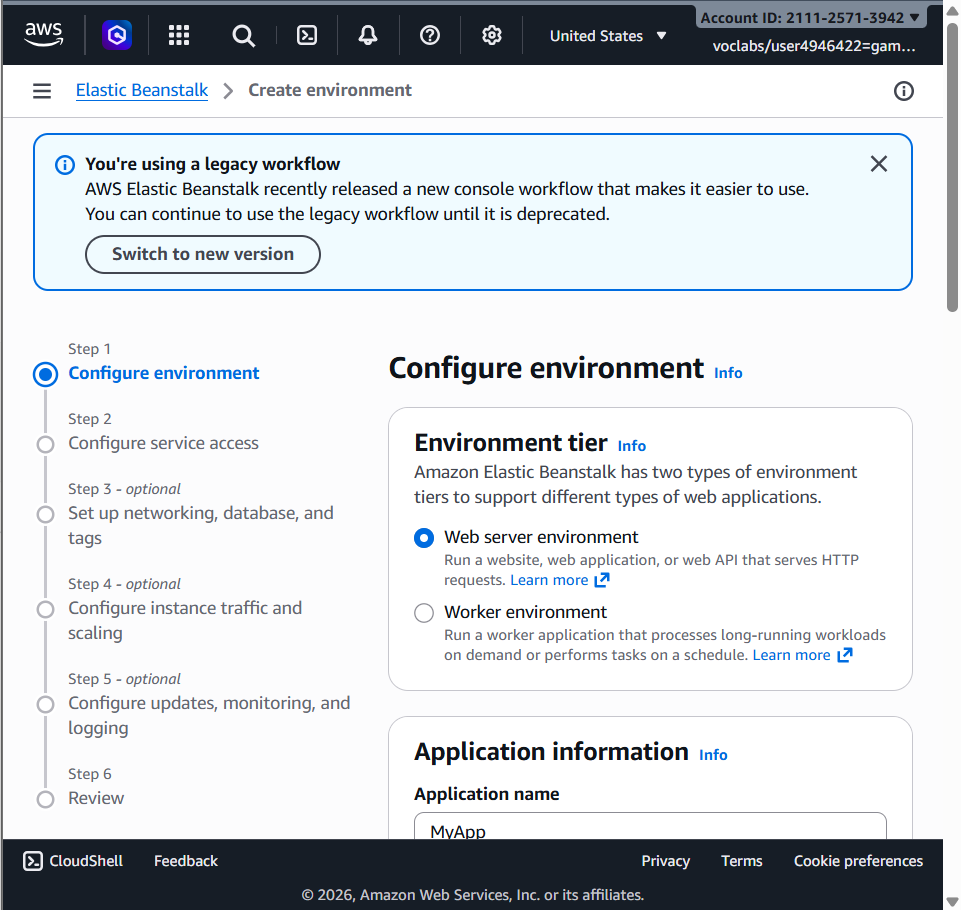 aws
United States
Account ID: 2111-2571-3942
voclabs/user4946422=gam...
Elastic Beanstalk > Create environment
You're using a legacy workflow
AWS Elastic Beanstalk recently released a new console workflow that makes it easier to use.
You can continue to use the legacy workflow until it is deprecated.
Switch to new version
Step 1
Configure environment
Step 2
Configure service access
Step 3 - optional
Set up networking, database, and
tags
Step 4 - optional
Configure instance traffic and
scaling
Step 5 - optional
Configure updates, monitoring, and
logging
Step 6
Review
Configure environment Info
Environment tier Info
Amazon Elastic Beanstalk has two types of environment
tiers to support different types of web applications.
Web server environment
Run a website, web application, or web API that serves HTTP
requests. Learn more
Worker environment
Run a worker application that processes long-running workloads
on demand or performs tasks on a schedule. Learn more
Application information Info
Application name
MyApp
CloudShell Feedback Privacy Terms Cookie preferences
© 2026, Amazon Web Services, Inc. or its affiliates.